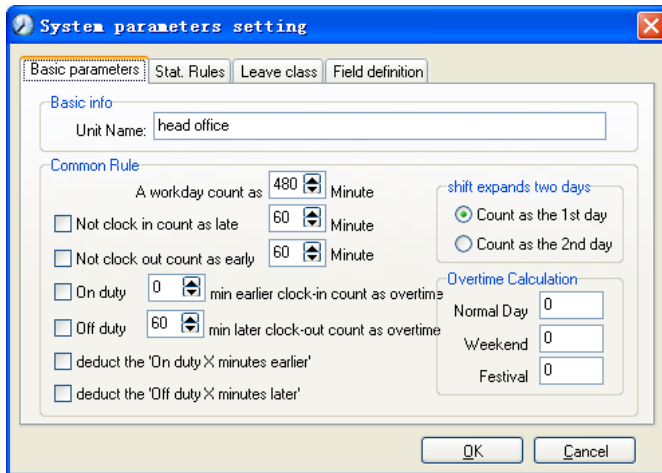 System parameters setting
Basic parameters Stat. Rules Leave class Field definition
Basic info
Unit Name: head office
Common Rule
A workday count as 480 Minute
Not clock in count as late 60 Minute
Not clock out count as early 60 Minute
On duty 0 min earlier clock-in count as overtime
Off duty 60 min later clock-out count as overtime
deduct the 'On duty X minutes earlier'
deduct the 'Off duty X minutes later'
shift expands two days
Count as the 1st day
Count as the 2nd day
Overtime Calculation
Normal Day 0
Weekend 0
Festival 0
OK Cancel